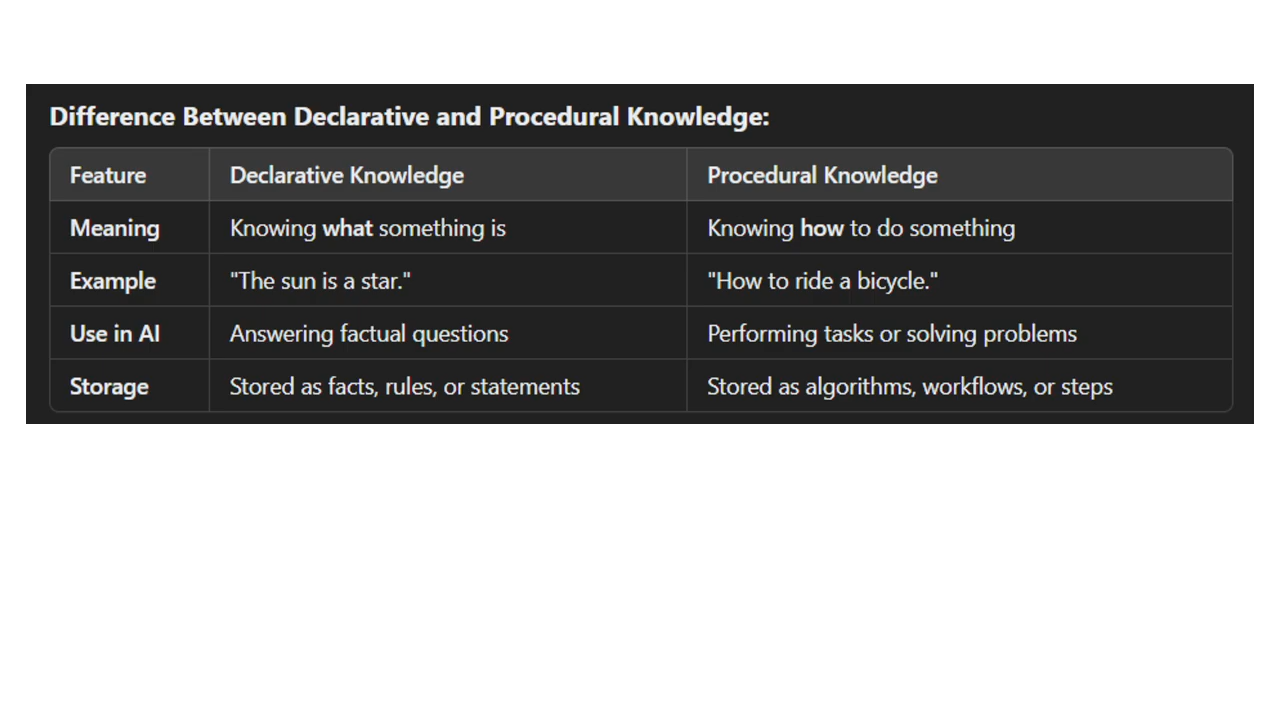 Difference Between Declarative and Procedural Knowledge:
Feature Declarative Knowledge Procedural Knowledge
Meaning Knowing what something is Knowing how to do something
Example "The sun is a star." "How to ride a bicycle."
Use in AI Answering factual questions Performing tasks or solving problems
Storage Stored as facts, rules, or statements Stored as algorithms, workflows, or steps